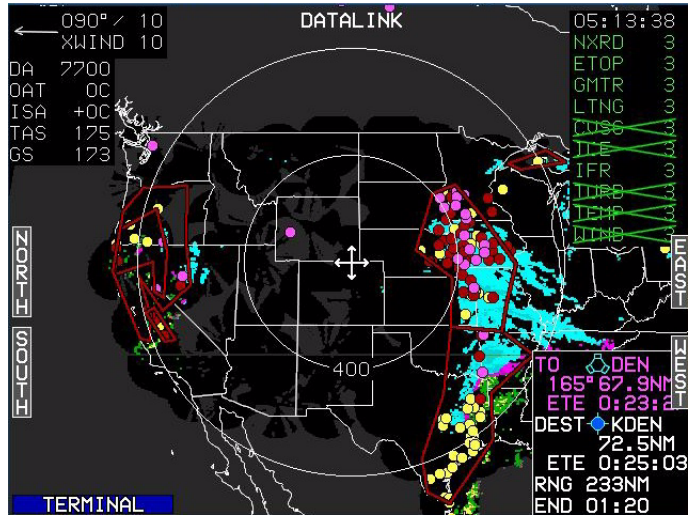 090°/ 10
XWIND 10
DATALINK
05:13:38
DA 7700
OAT 0C
ISA +0C
TAS 175
GS 173
NXRD 3
ETOP 3
GMTR 3
LTNG 3
3
ICE 3
IFR 3
TURB 3
TEMP 3
WIND 3
NORTH
SOUTH
EAST
WEST
400
TO DEN
165° 67.9NM
ETE 0:23:2
DEST KDEN
72.5NM
ETE 0:25:03
RNG 233NM
END 01:20
TERMINAL